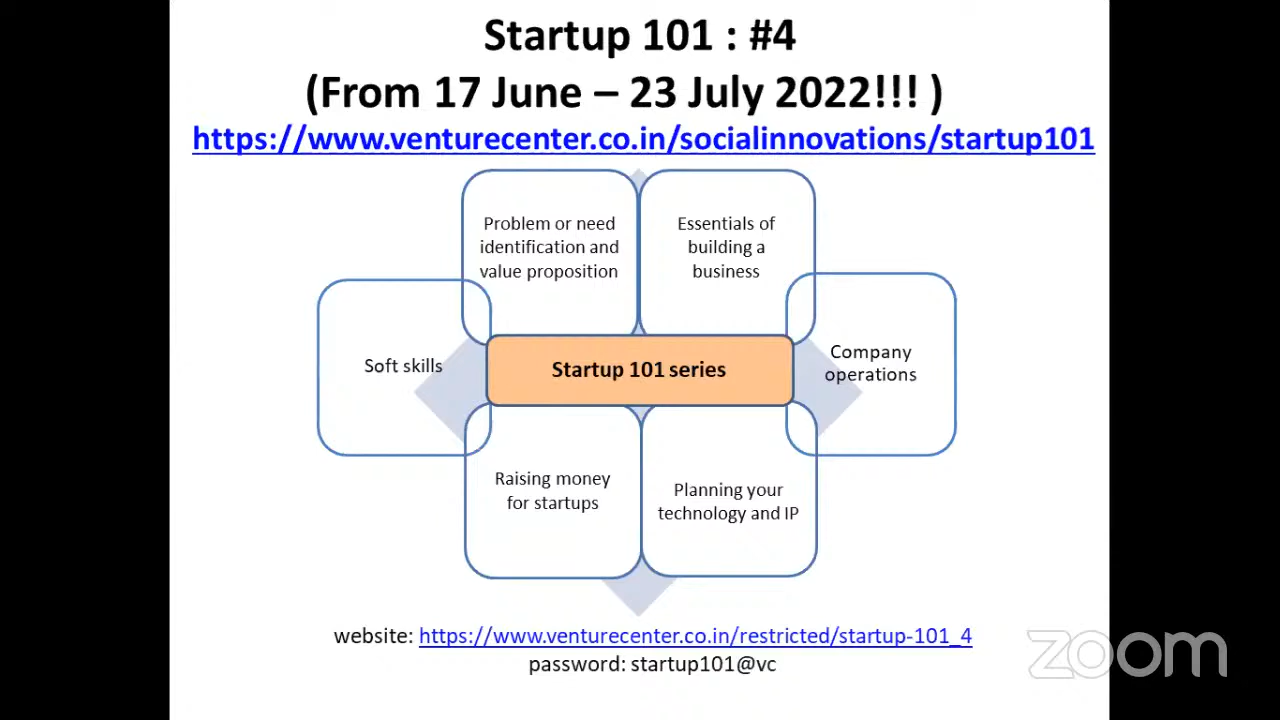 Startup 101 : #4
(From 17 June – 23 July 2022!!! )
https://www.venturecenter.co.in/socialinnovations/startup101
Problem or need
identification and
value proposition
Essentials of
building a
business
Soft skills
Startup 101 series
Company
operations
Raising money
for startups
Planning your
technology and IP
website: https://www.venturecenter.co.in/restricted/startup-101_4
password: startup101@vc
zoom